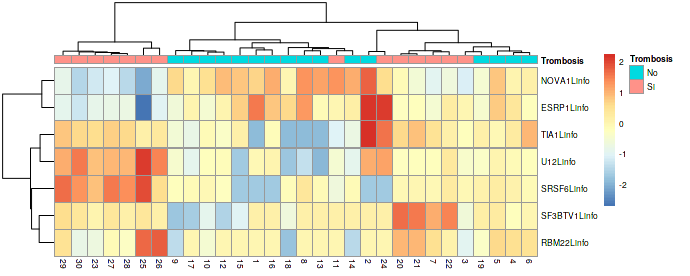 Trombosis
NOVA1Linfo
ESRP1Linfo
TIA1Linfo
U12Linfo
SRSF6Linfo
SF3BTV1Linfo
RBM22Linfo
29 30 23 27 28 25 26 9 17 10 12 15 1 16 18 8 13 11 14 2 24 20 21 7 22 3 19 5 4 6
2
1
0
-1
-2
Trombosis
No
SI